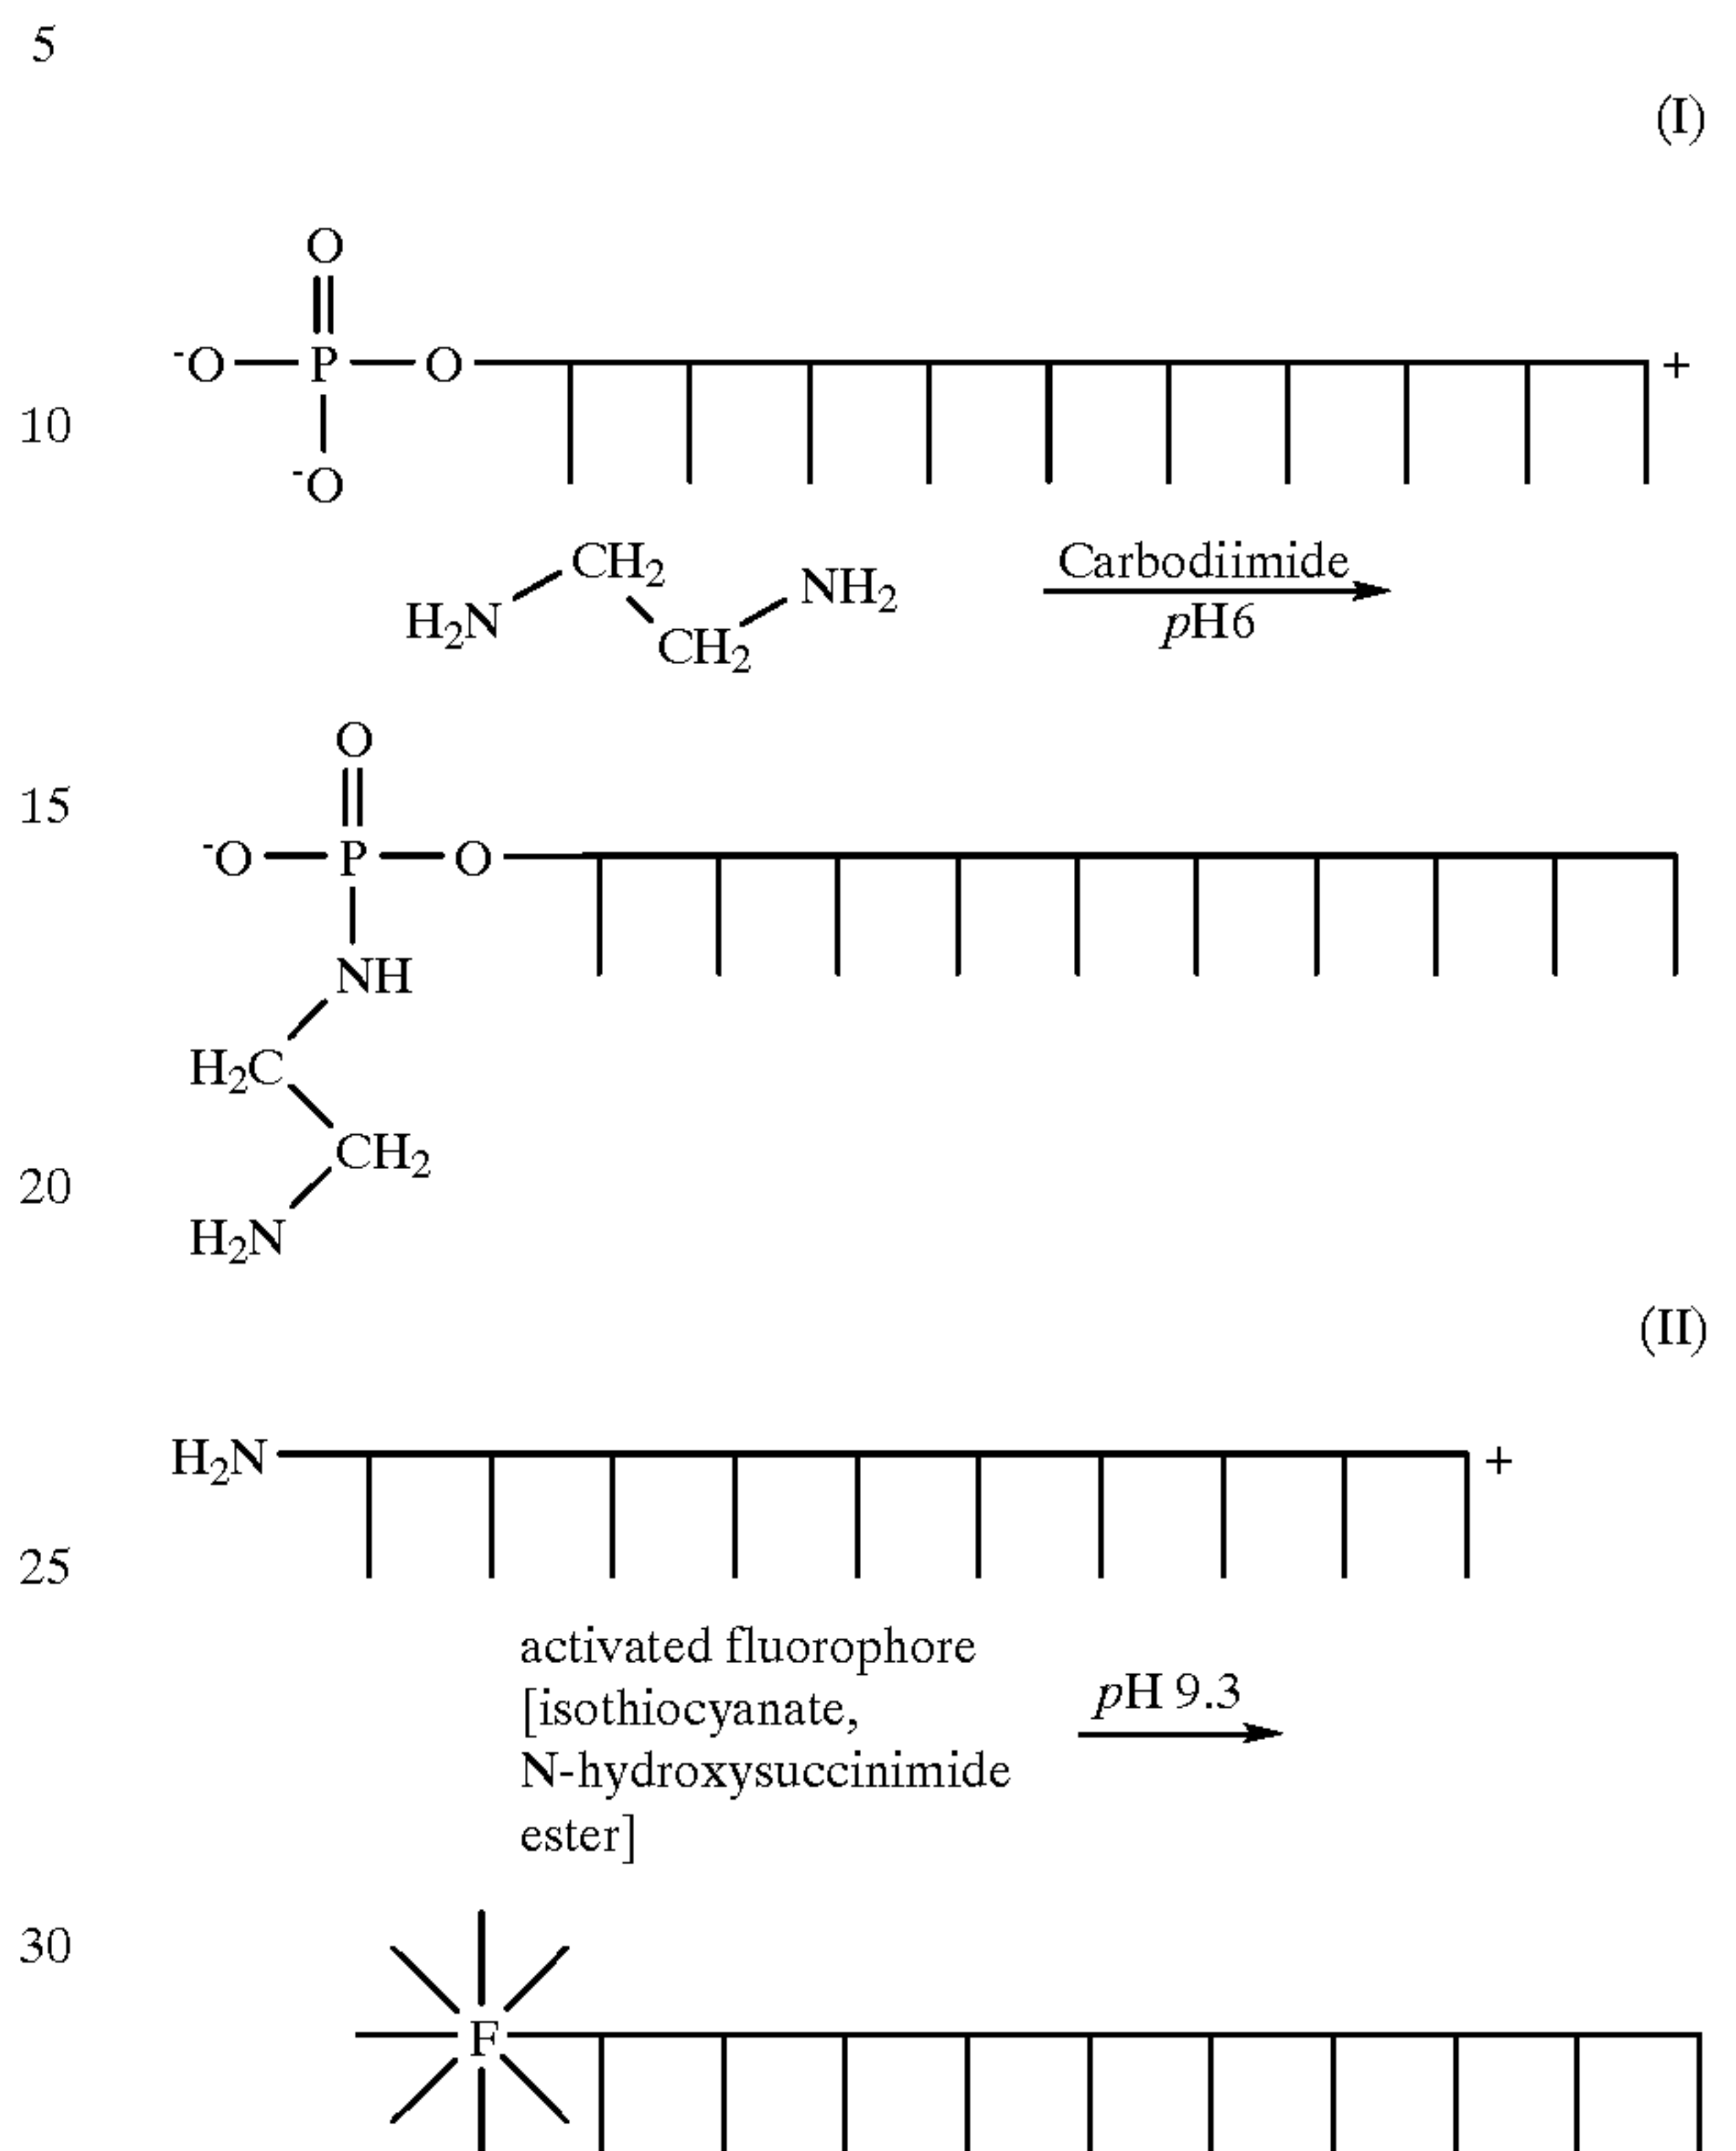 5
(I)
O
⁻O P O +
10
⁻O
CH₂ NH₂ Carbodiimide
H₂N CH₂ pH6
O
15
⁻O P O
NH
H₂C
CH₂
20
H₂N
(II)
H₂N +
25
activated fluorophore
[isothiocyanate, pH 9.3
N-hydroxysuccinimide
ester]
30
F